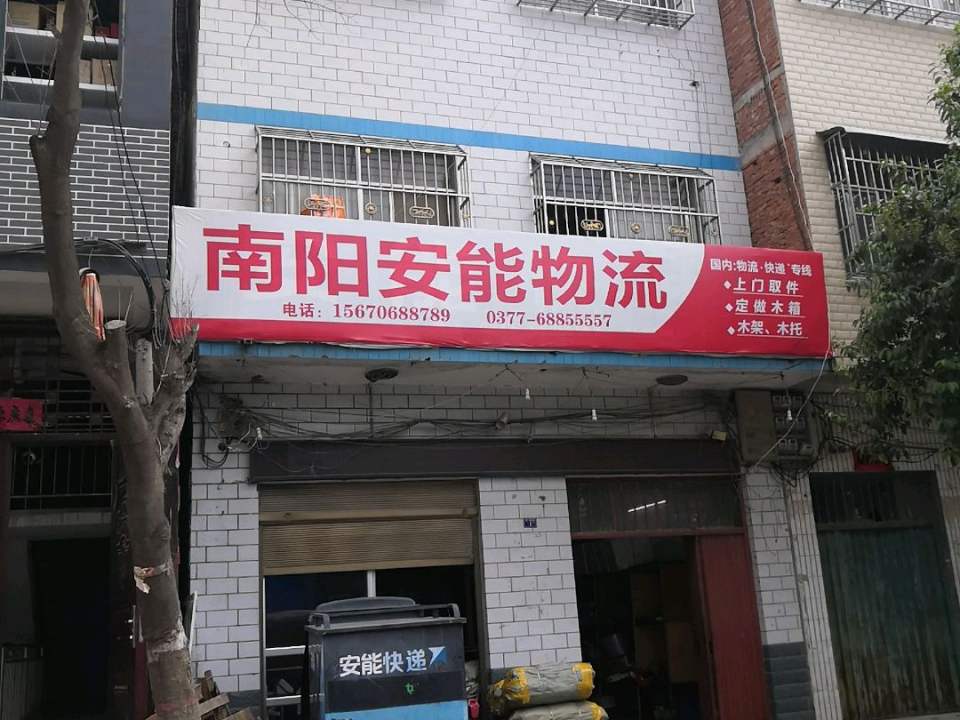 南阳安能物流
电话：15670688789 0377-68855557
国内:物流·快递·专线
◆上门取件
◆定做木箱
◆木架、木托
安能快递